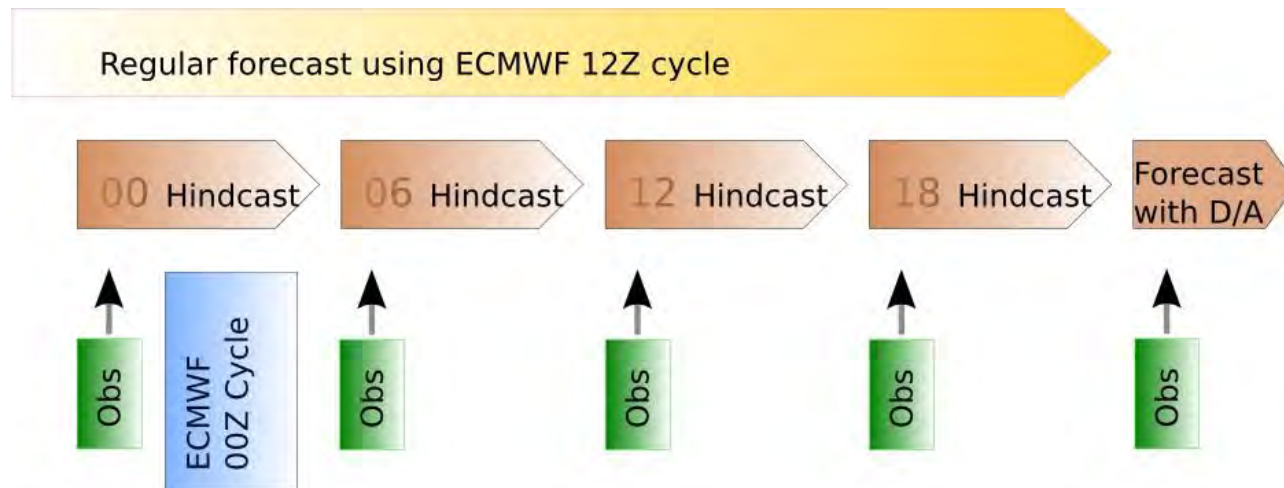 Regular forecast using ECMWF 12Z cycle
00 Hindcast
06 Hindcast
12 Hindcast
18 Hindcast
Forecast
with D/A
Obs
ECMWF
00Z Cycle
Obs
Obs
Obs
Obs